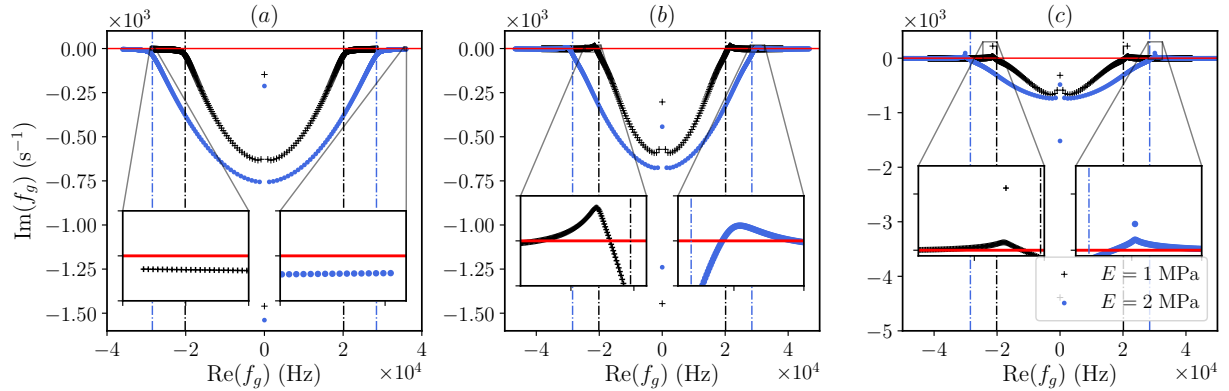 (a)
×10³
0.00
−0.25
−0.50
−0.75
−1.00
−1.25
−1.50
Im(f_g) (s⁻¹)
−4 −2 0 2 4
Re(f_g) (Hz) ×10⁴
(b)
×10³
0.00
−0.25
−0.50
−0.75
−1.00
−1.25
−1.50
−4 −2 0 2 4
Re(f_g) (Hz) ×10⁴
(c)
×10³
0
−1
−2
−3
−4
−5
E = 1 MPa
E = 2 MPa
−4 −2 0 2 4
Re(f_g) (Hz) ×10⁴